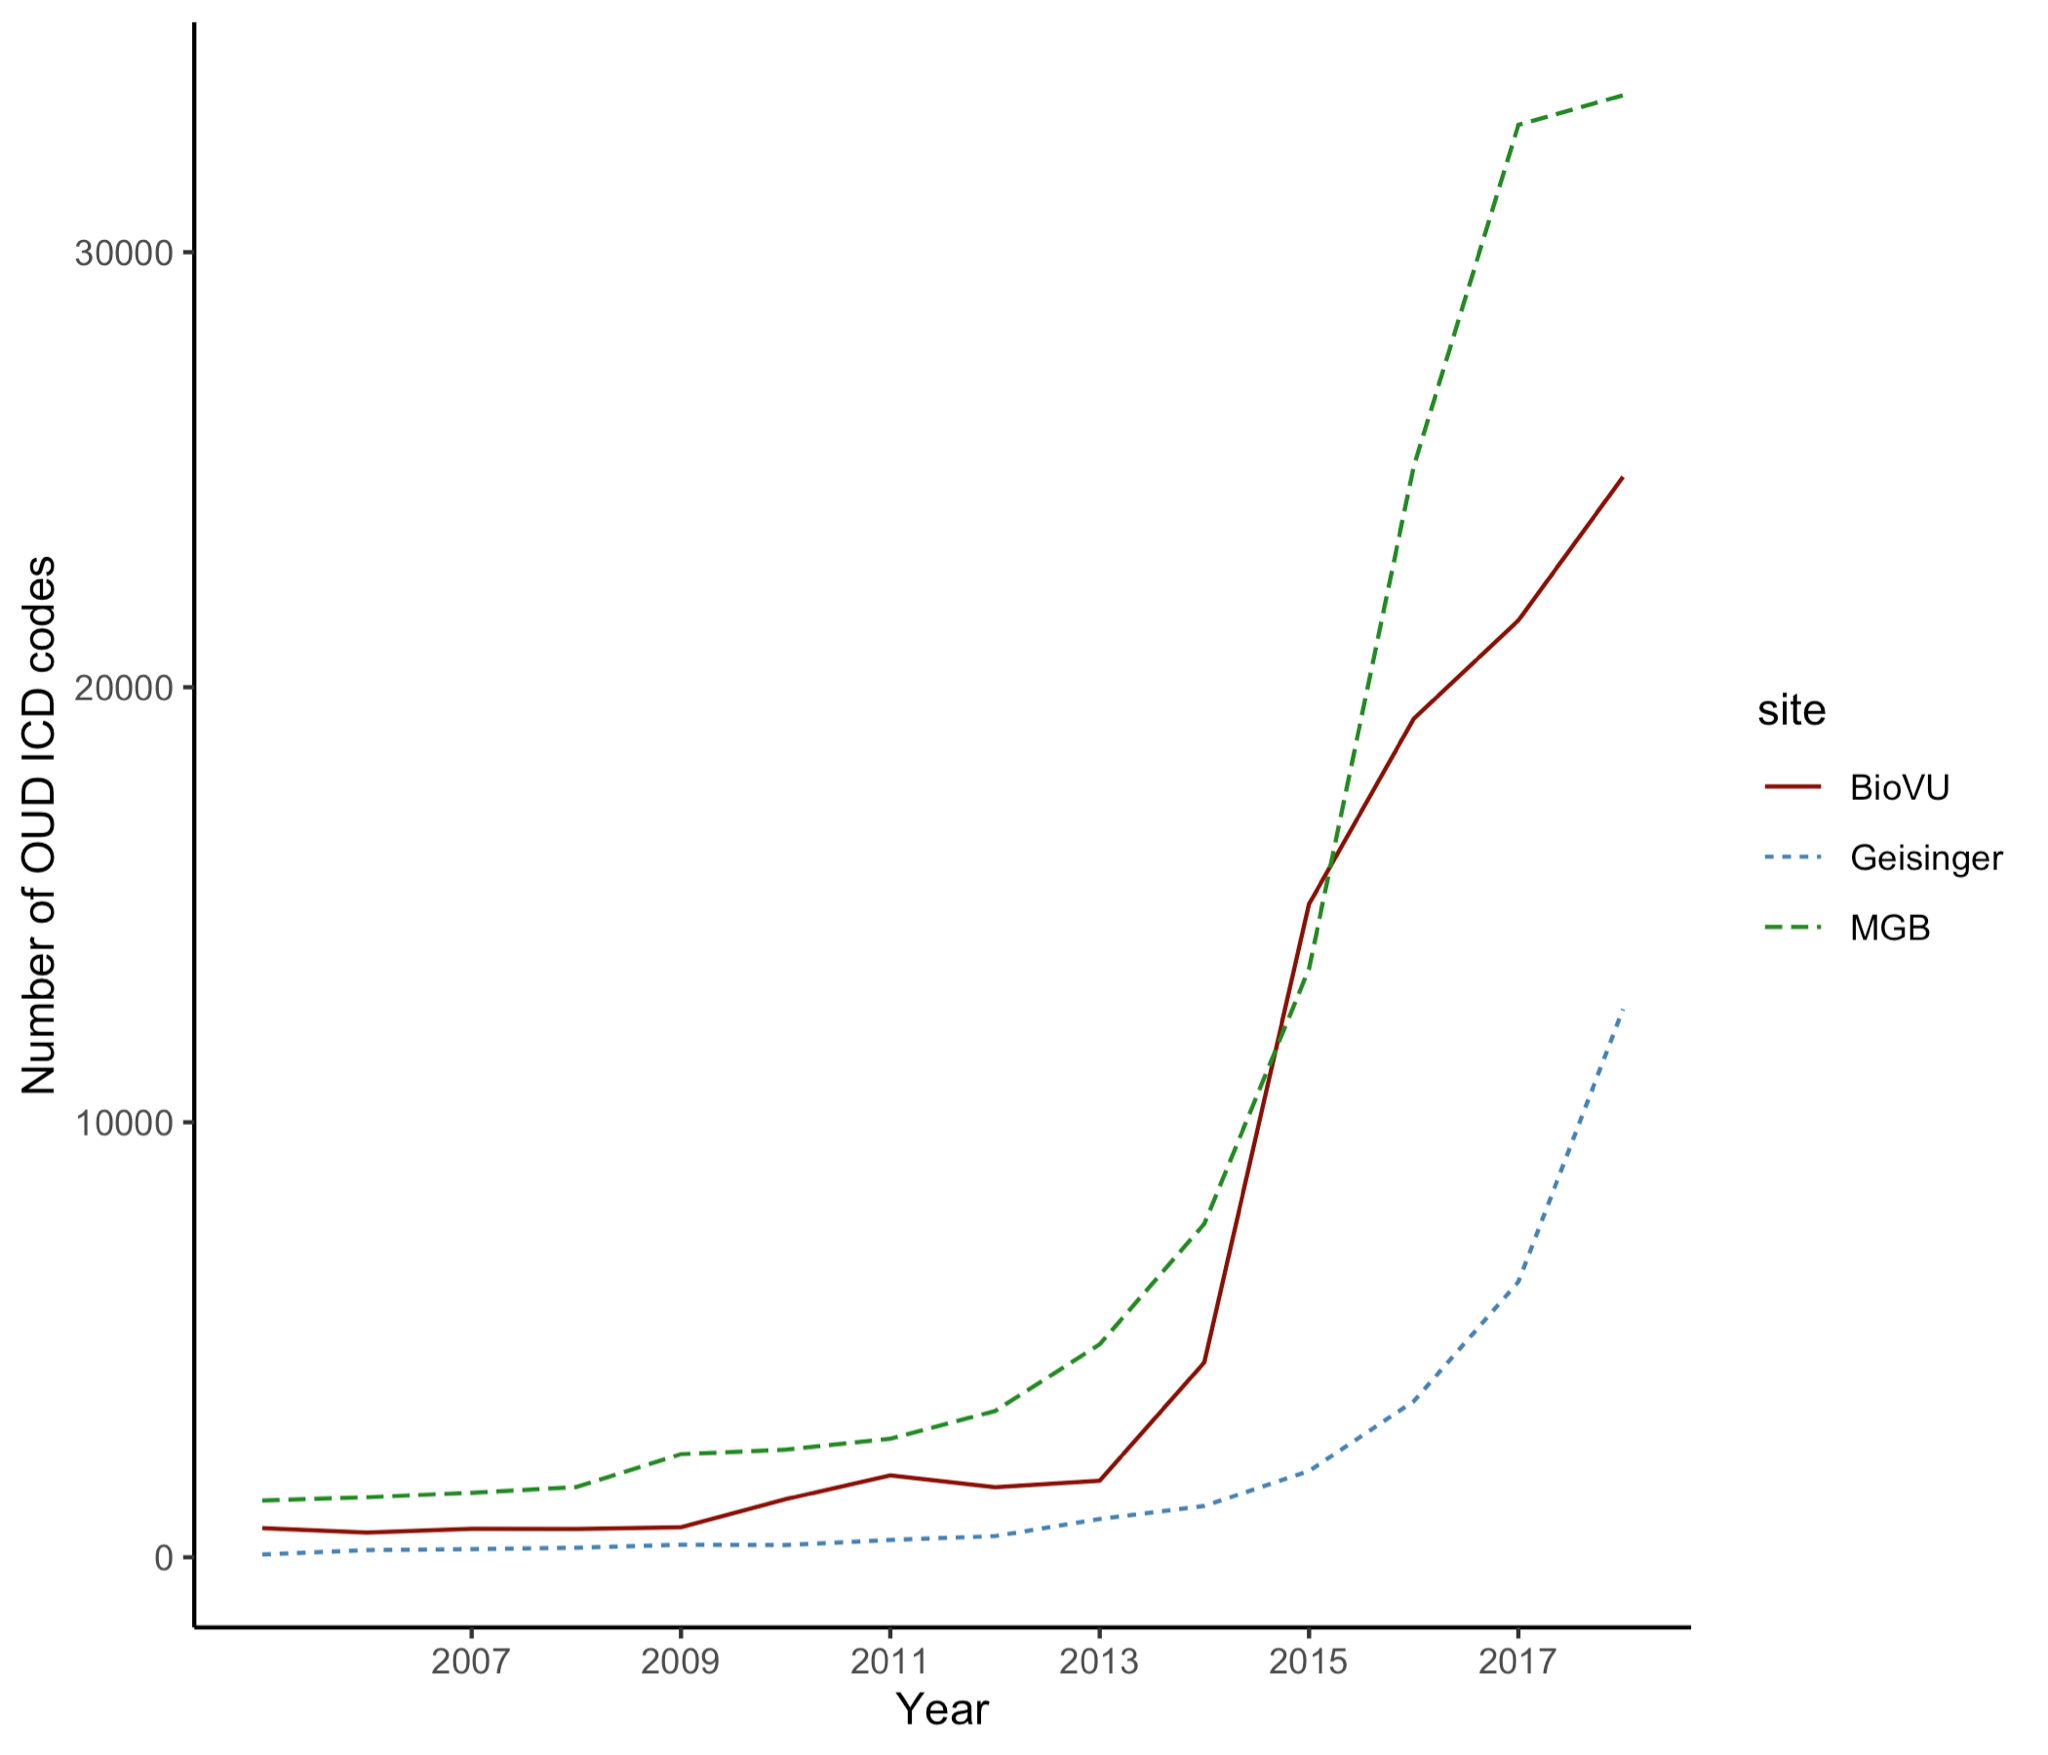 Number of OUD ICD codes
30000
20000
10000
0
2007 2009 2011 2013 2015 2017
Year
site
BioVU
Geisinger
MGB